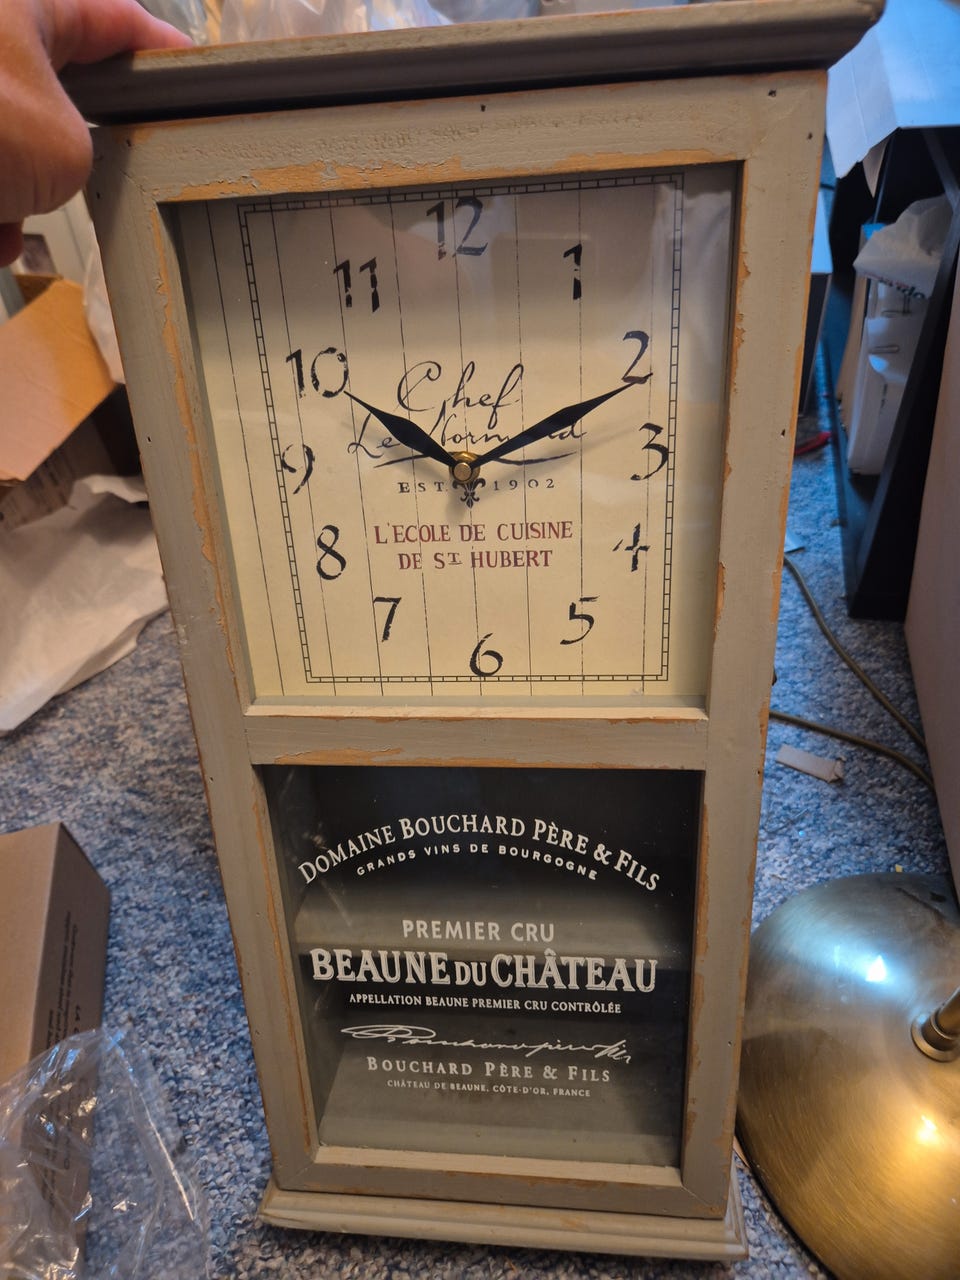 12
11
1
10
2
Chef
Le Normand
9
3
EST. 1902
L'ECOLE DE CUISINE
DE ST HUBERT
8
4
7
5
6
DOMAINE BOUCHARD PÈRE & FILS
GRANDS VINS DE BOURGOGNE
PREMIER CRU
BEAUNE DU CHÂTEAU
APPELLATION BEAUNE PREMIER CRU CONTRÔLÉE
BOUCHARD PÈRE & FILS
CHÂTEAU DE BEAUNE, CÔTE-D'OR, FRANCE